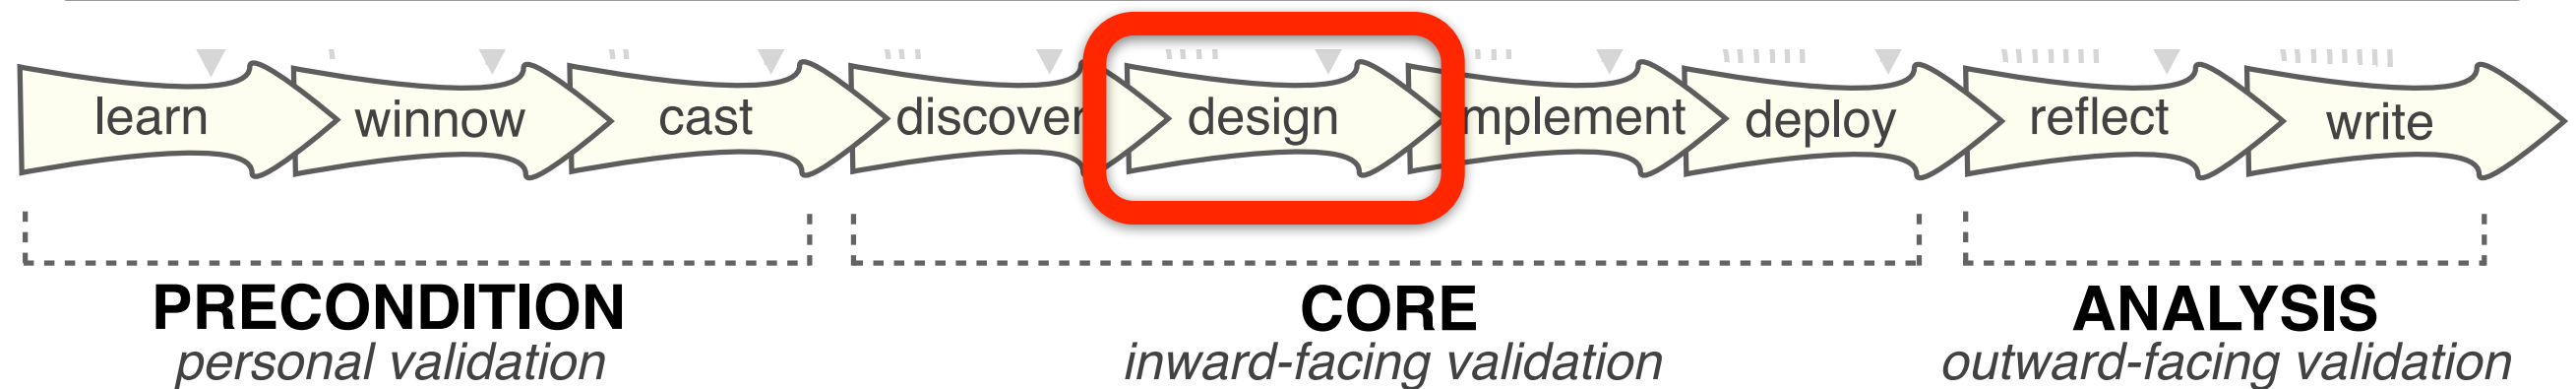 learn winnow cast discover design mplement deploy reflect write
PRECONDITION CORE ANALYSIS
personal validation inward-facing validation outward-facing validation